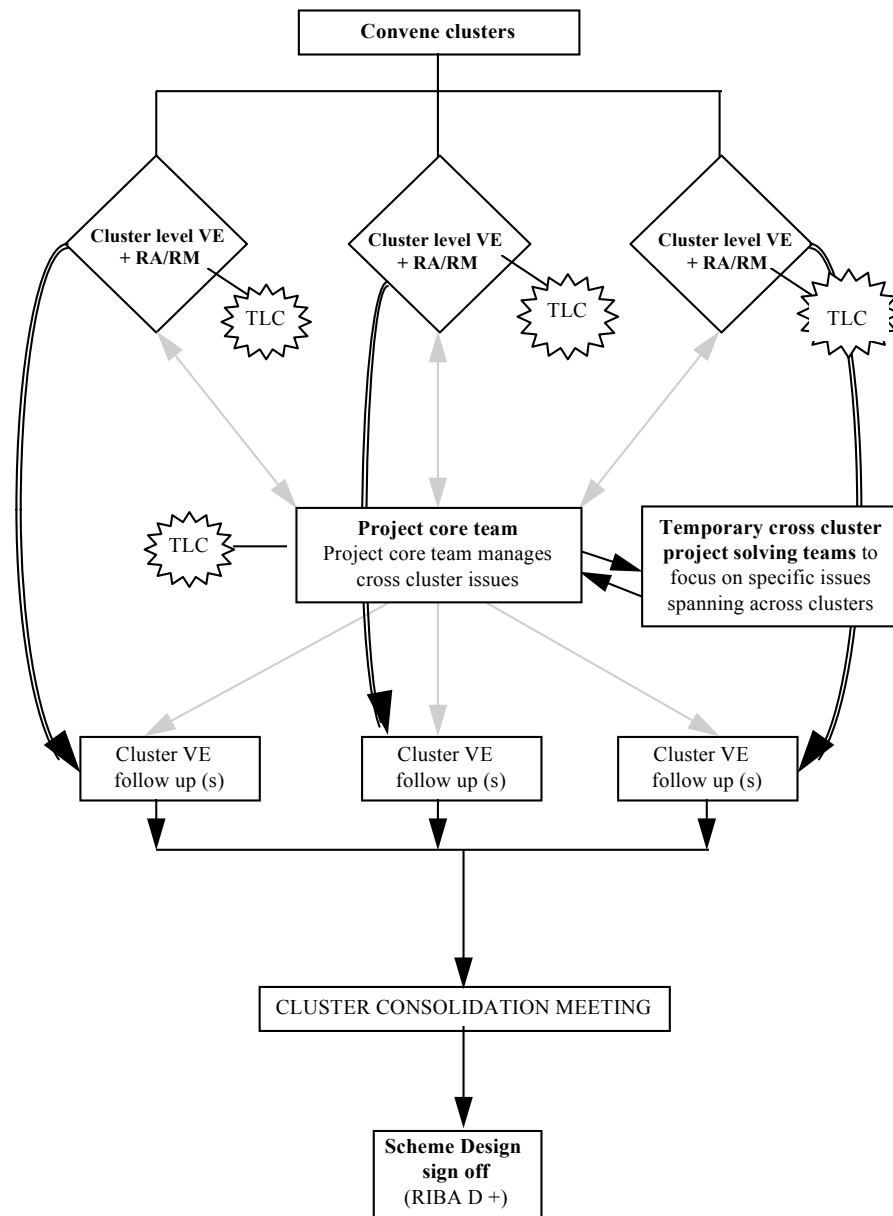 Convene clusters
Cluster level VE
+ RA/RM
TLC
Cluster level VE
+ RA/RM
TLC
Cluster level VE
+ RA/RM
TLC
TLC
Project core team
Project core team manages
cross cluster issues
Temporary cross cluster
project solving teams to
focus on specific issues
spanning across clusters
Cluster VE
follow up (s)
Cluster VE
follow up (s)
Cluster VE
follow up (s)
CLUSTER CONSOLIDATION MEETING
Scheme Design
sign off
(RIBA D +)